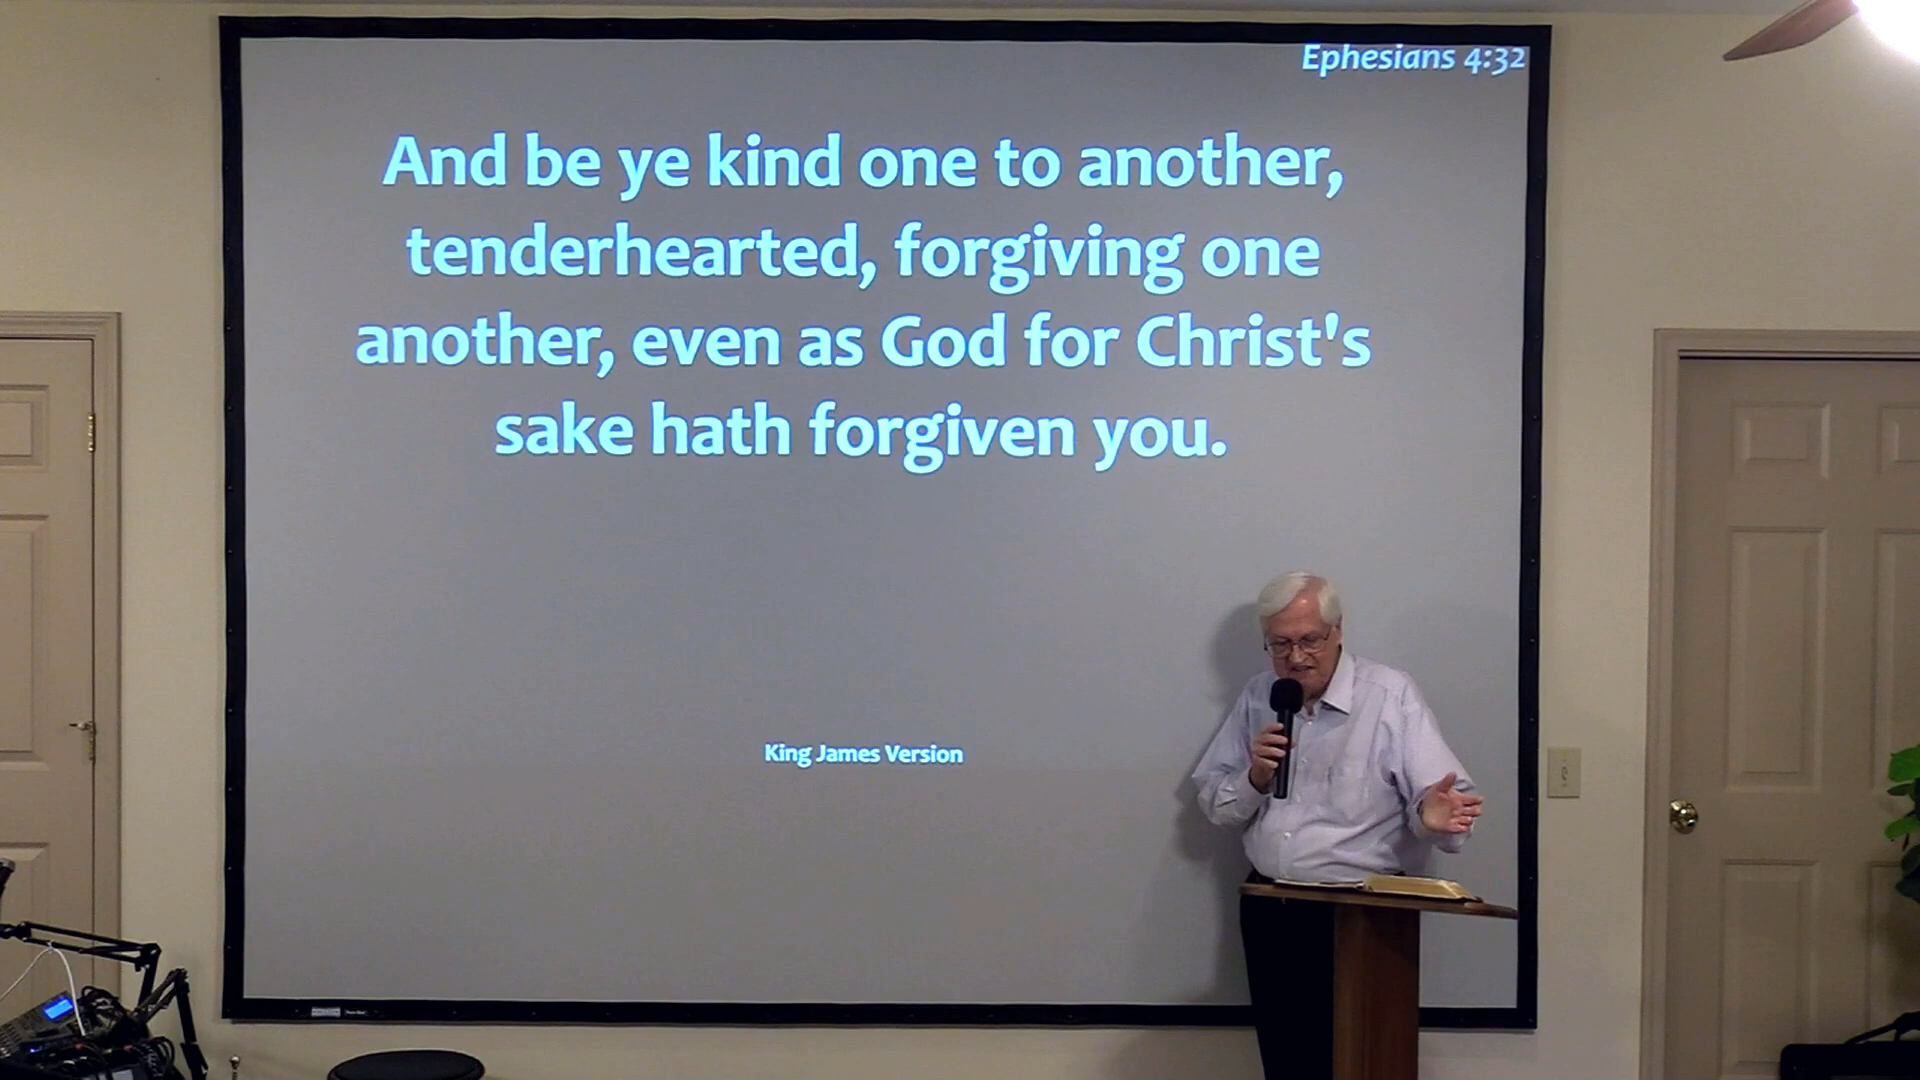 Ephesians 4:32
And be ye kind one to another,
tenderhearted, forgiving one
another, even as God for Christ's
sake hath forgiven you.
King James Version